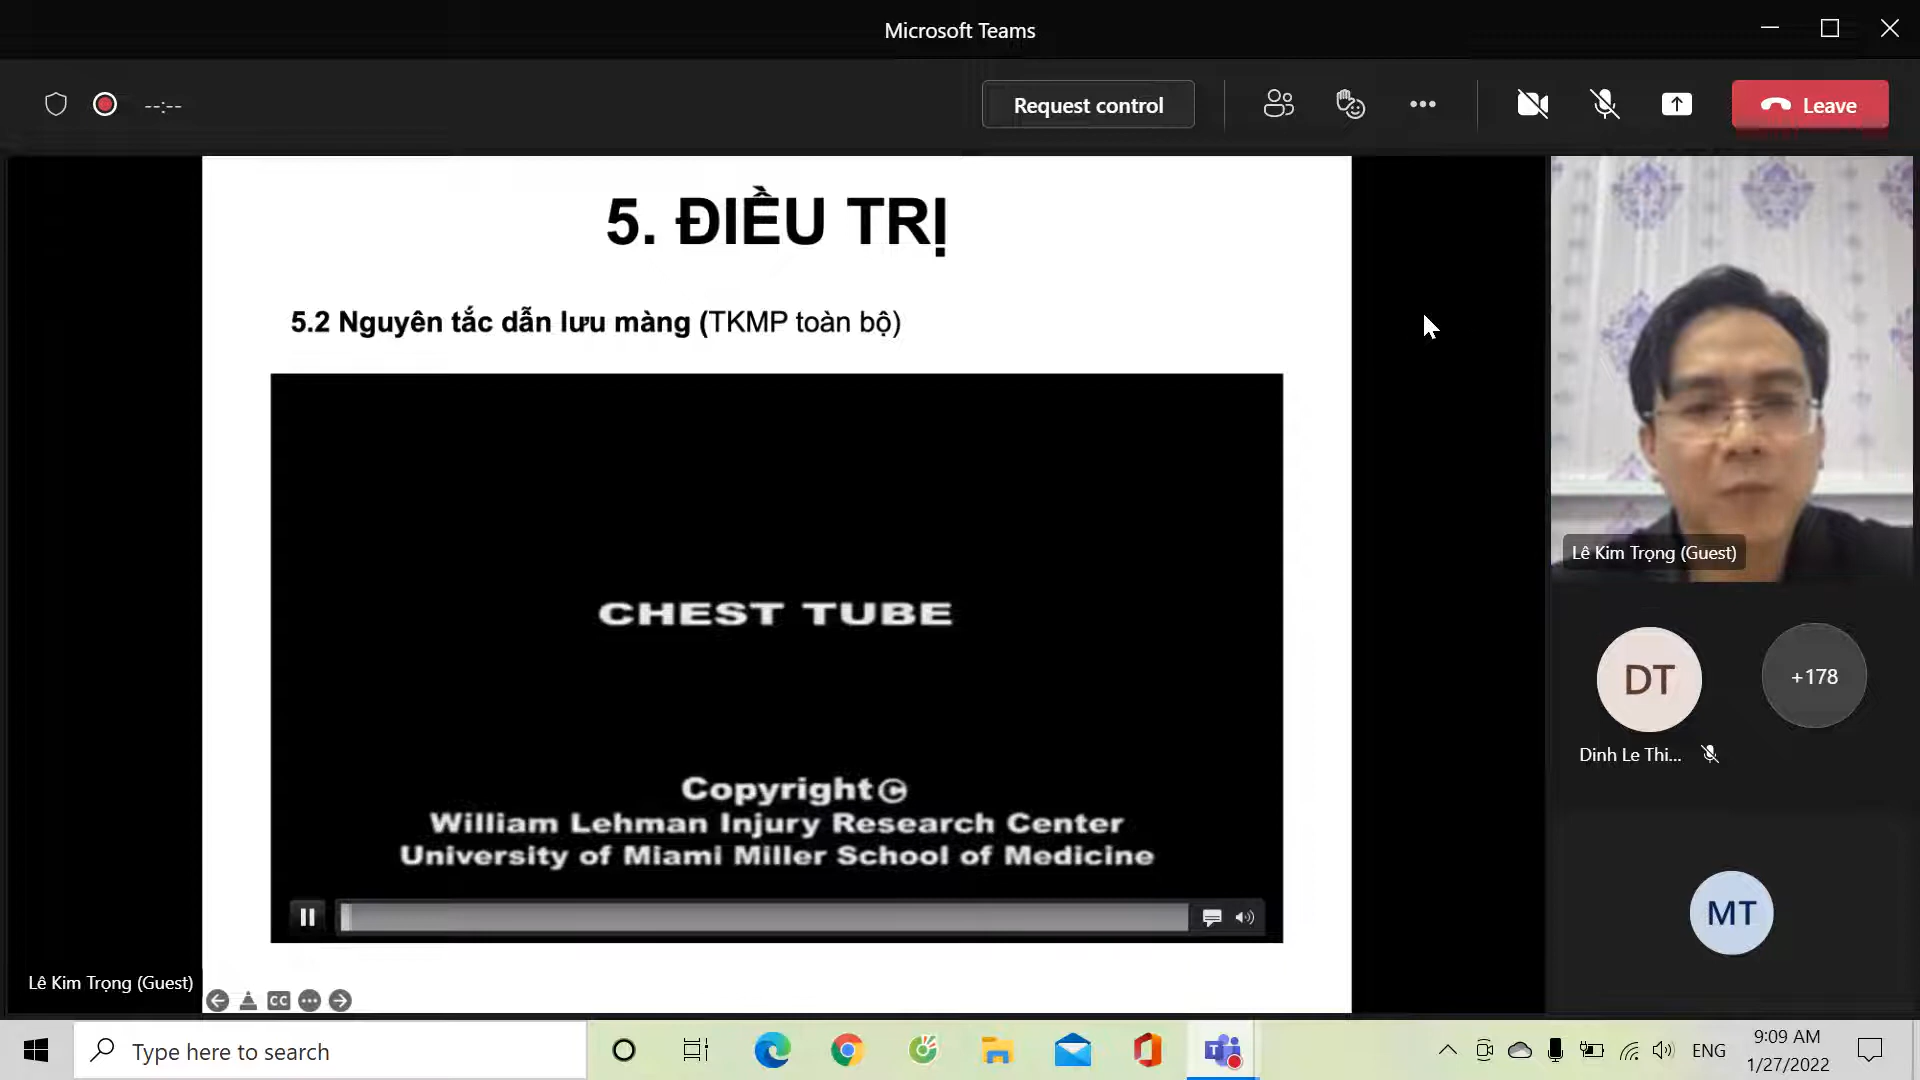 Microsoft Teams
--:--
Request control
Leave
5. ĐIỀU TRỊ
5.2 Nguyên tắc dẫn lưu màng (TKMP toàn bộ)
CHEST TUBE
Copyright©
William Lehman Injury Research Center
University of Miami Miller School of Medicine
Lê Kim Trọng (Guest)
DT
+178
Dinh Le Thi...
MT
Lê Kim Trọng (Guest)
CC
Type here to search
ENG
9:09 AM
1/27/2022